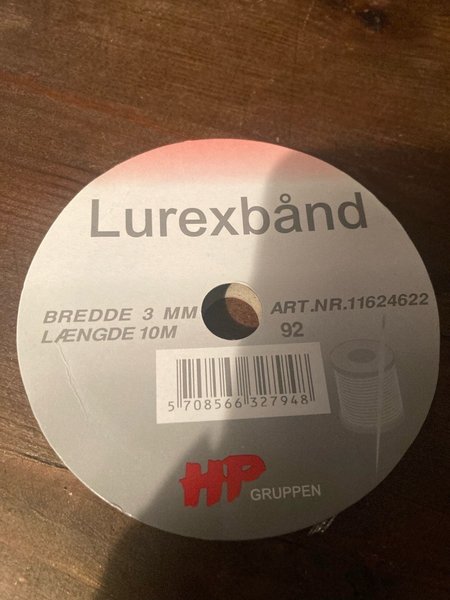 Lurexbånd
BREDDE 3 MM ART.NR.11624622
LÆNGDE 10M 92
5 708566 327948
HP GRUPPEN